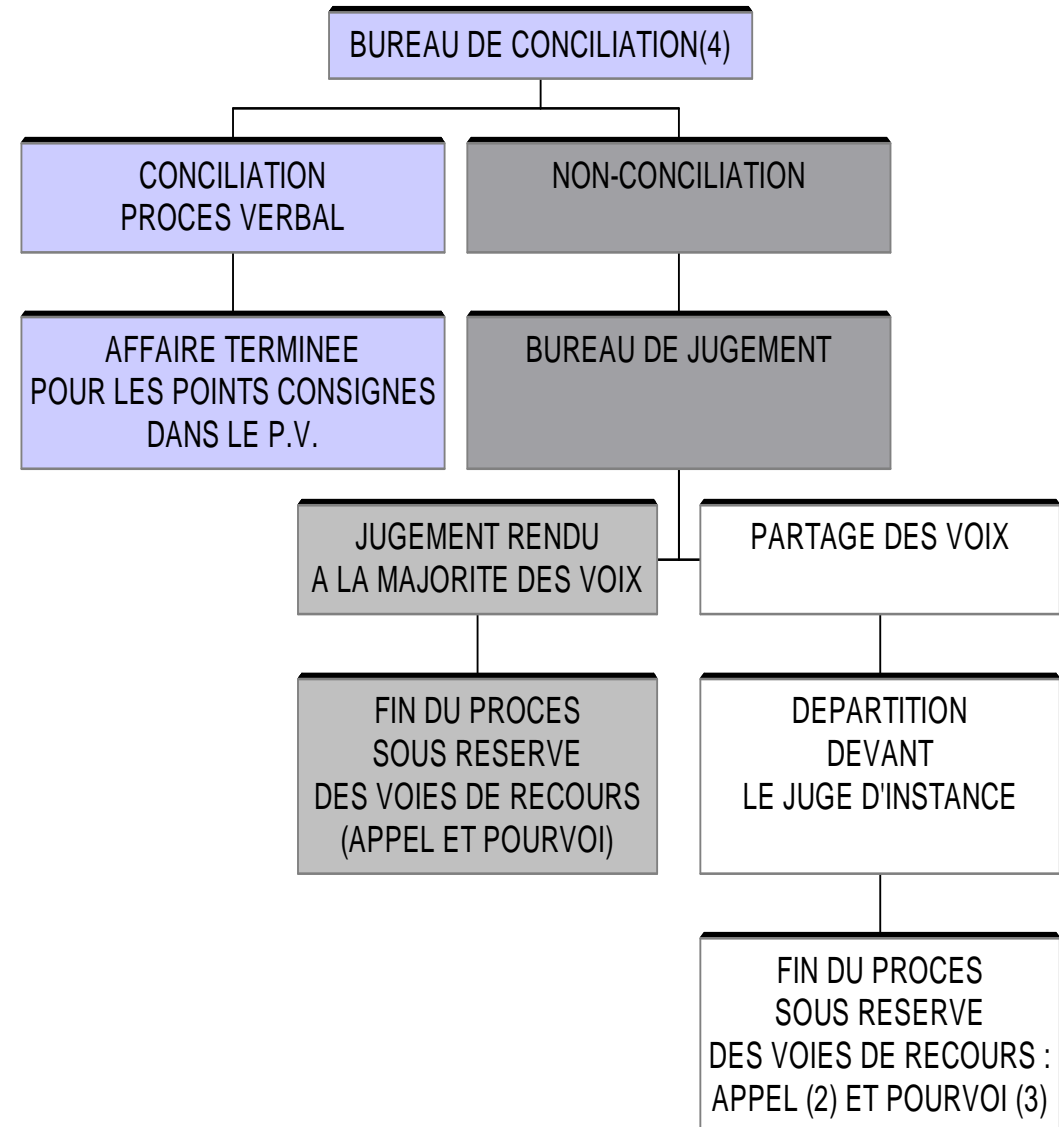 BUREAU DE CONCILIATION(4)
CONCILIATION
PROCES VERBAL
NON-CONCILIATION
AFFAIRE TERMINEE
POUR LES POINTS CONSIGNES
DANS LE P.V.
BUREAU DE JUGEMENT
JUGEMENT RENDU
A LA MAJORITE DES VOIX
PARTAGE DES VOIX
FIN DU PROCES
SOUS RESERVE
DES VOIES DE RECOURS
(APPEL ET POURVOI)
DEPARTITION
DEVANT
LE JUGE D'INSTANCE
FIN DU PROCES
SOUS RESERVE
DES VOIES DE RECOURS :
APPEL (2) ET POURVOI (3)